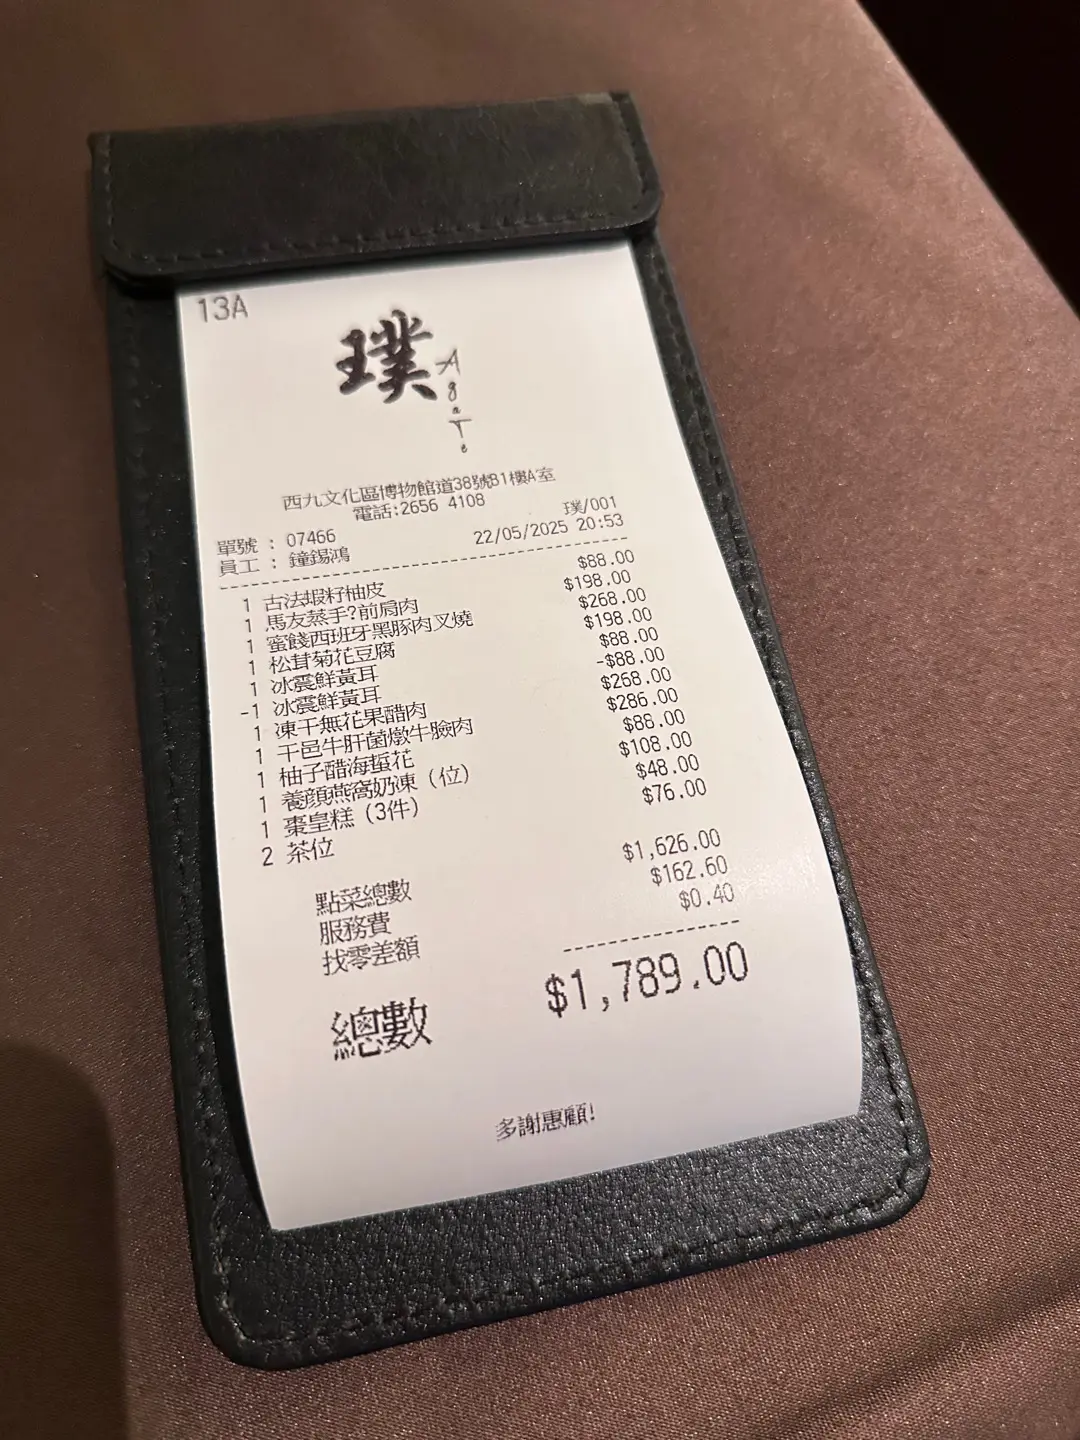 13A
璞
AgaTe
西九文化區博物館道38號B1樓A室
電話:2656 4108
單號 : 07466 璞/001
員工 : 鐘錫鴻 22/05/2025 20:53
1 古法蝦籽柚皮 $88.00
1 馬友蒸手?前肩肉 $198.00
1 蜜餞西班牙黑豚肉叉燒 $268.00
1 松茸菊花豆腐 $198.00
1 冰震鮮黃耳 $88.00
-1 冰震鮮黃耳 -$88.00
1 凍干無花果醋肉 $268.00
1 干邑牛肝菌燉牛臉肉 $286.00
1 柚子醋海蜇花 $88.00
1 養顏燕窩奶凍（位） $108.00
1 棗皇糕（3件） $48.00
2 茶位 $76.00
點菜總數 $1,626.00
服務費 $162.60
找零差額 $0.40
總數 $1,789.00
多謝惠顧!